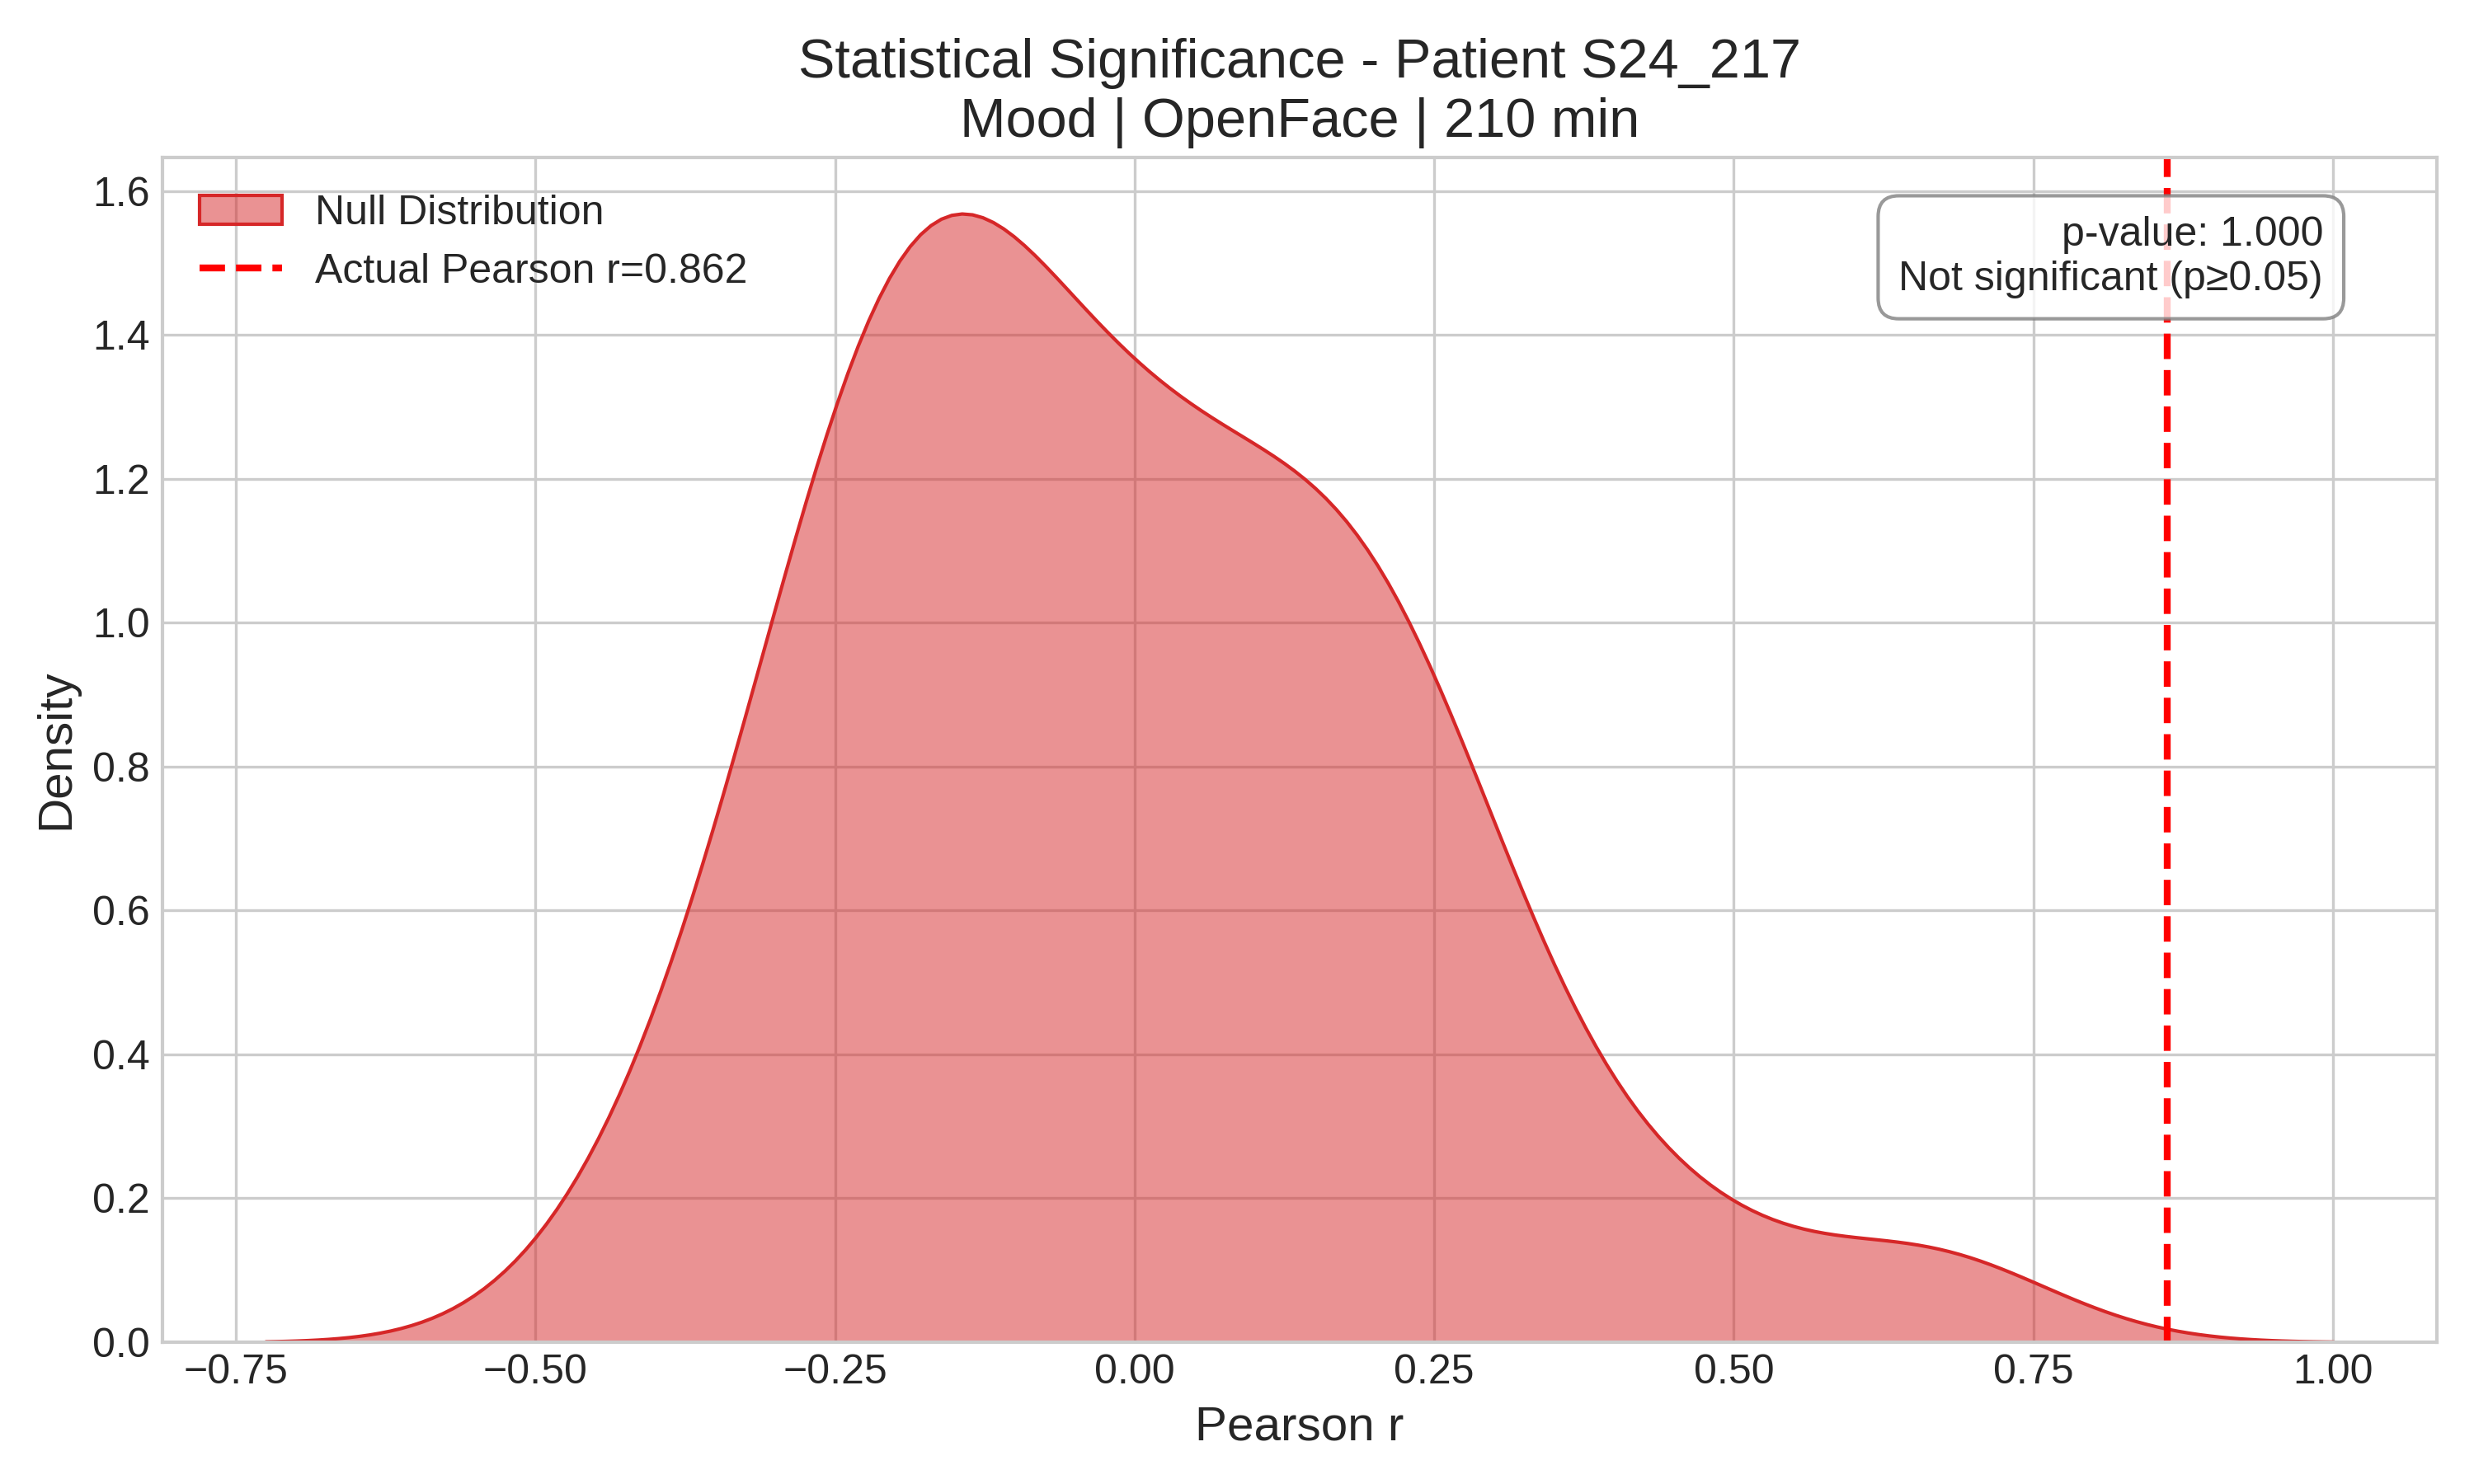 Statistical Significance - Patient S24_217
Mood | OpenFace | 210 min
Null Distribution
Actual Pearson r=0.862
p-value: 1.000
Not significant (p≥0.05)
Density
1.6
1.4
1.2
1.0
0.8
0.6
0.4
0.2
0.0
−0.75 −0.50 −0.25 0.00 0.25 0.50 0.75 1.00
Pearson r